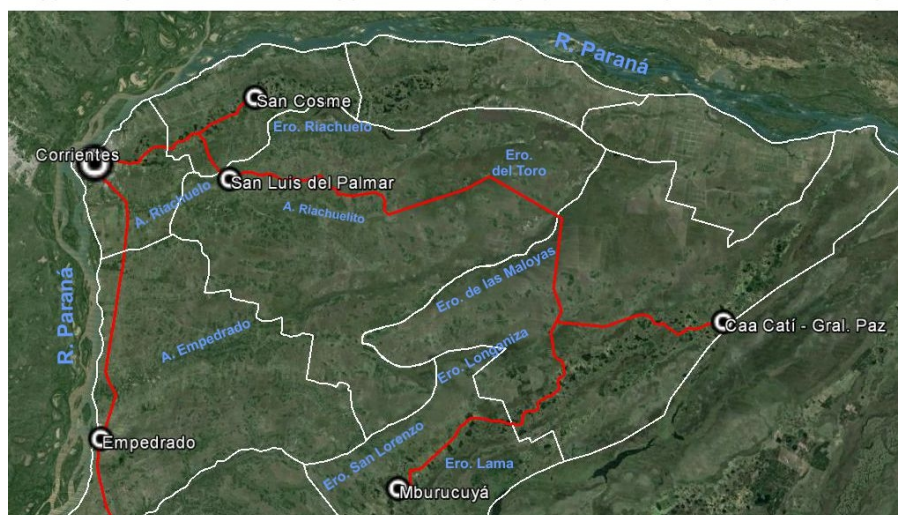 R. Paraná
San Cosme
Ero. Riachuelo
Corrientes
Ero.
del Toro
San Luis del Palmar
A. Riachuelo
A. Riachuelito
Ero. de las Maloyas
R. Paraná
A. Empedrado
Caa Catí - Gral. Paz
Ero. Longaniza
Empedrado
Ero. San Lorenzo
Ero. Lama
Mburucuyá